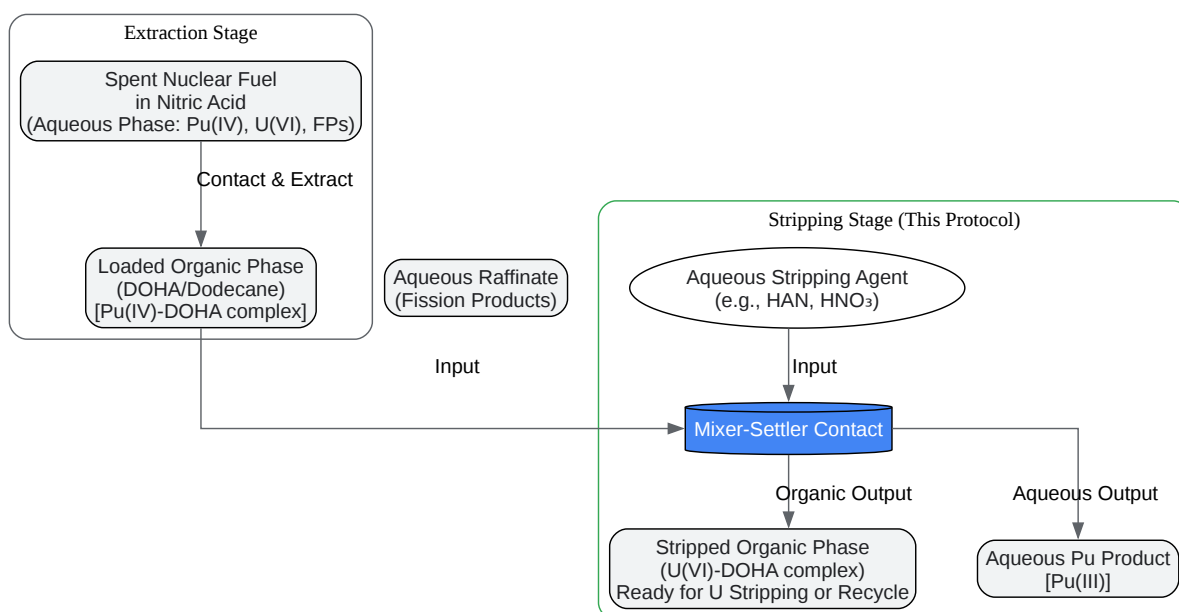 Extraction Stage
Spent Nuclear Fuel
in Nitric Acid
(Aqueous Phase: Pu(IV), U(VI), FPs)
Contact & Extract
Loaded Organic Phase
(DOHA/Dodecane)
[Pu(IV)-DOHA complex]
Aqueous Raffinate
(Fission Products)
Input
Stripping Stage (This Protocol)
Aqueous Stripping Agent
(e.g., HAN, HNO₃)
Input
Mixer-Settler Contact
Organic Output
Aqueous Output
Stripped Organic Phase
(U(VI)-DOHA complex)
Ready for U Stripping or Recycle
Aqueous Pu Product
[Pu(III)]